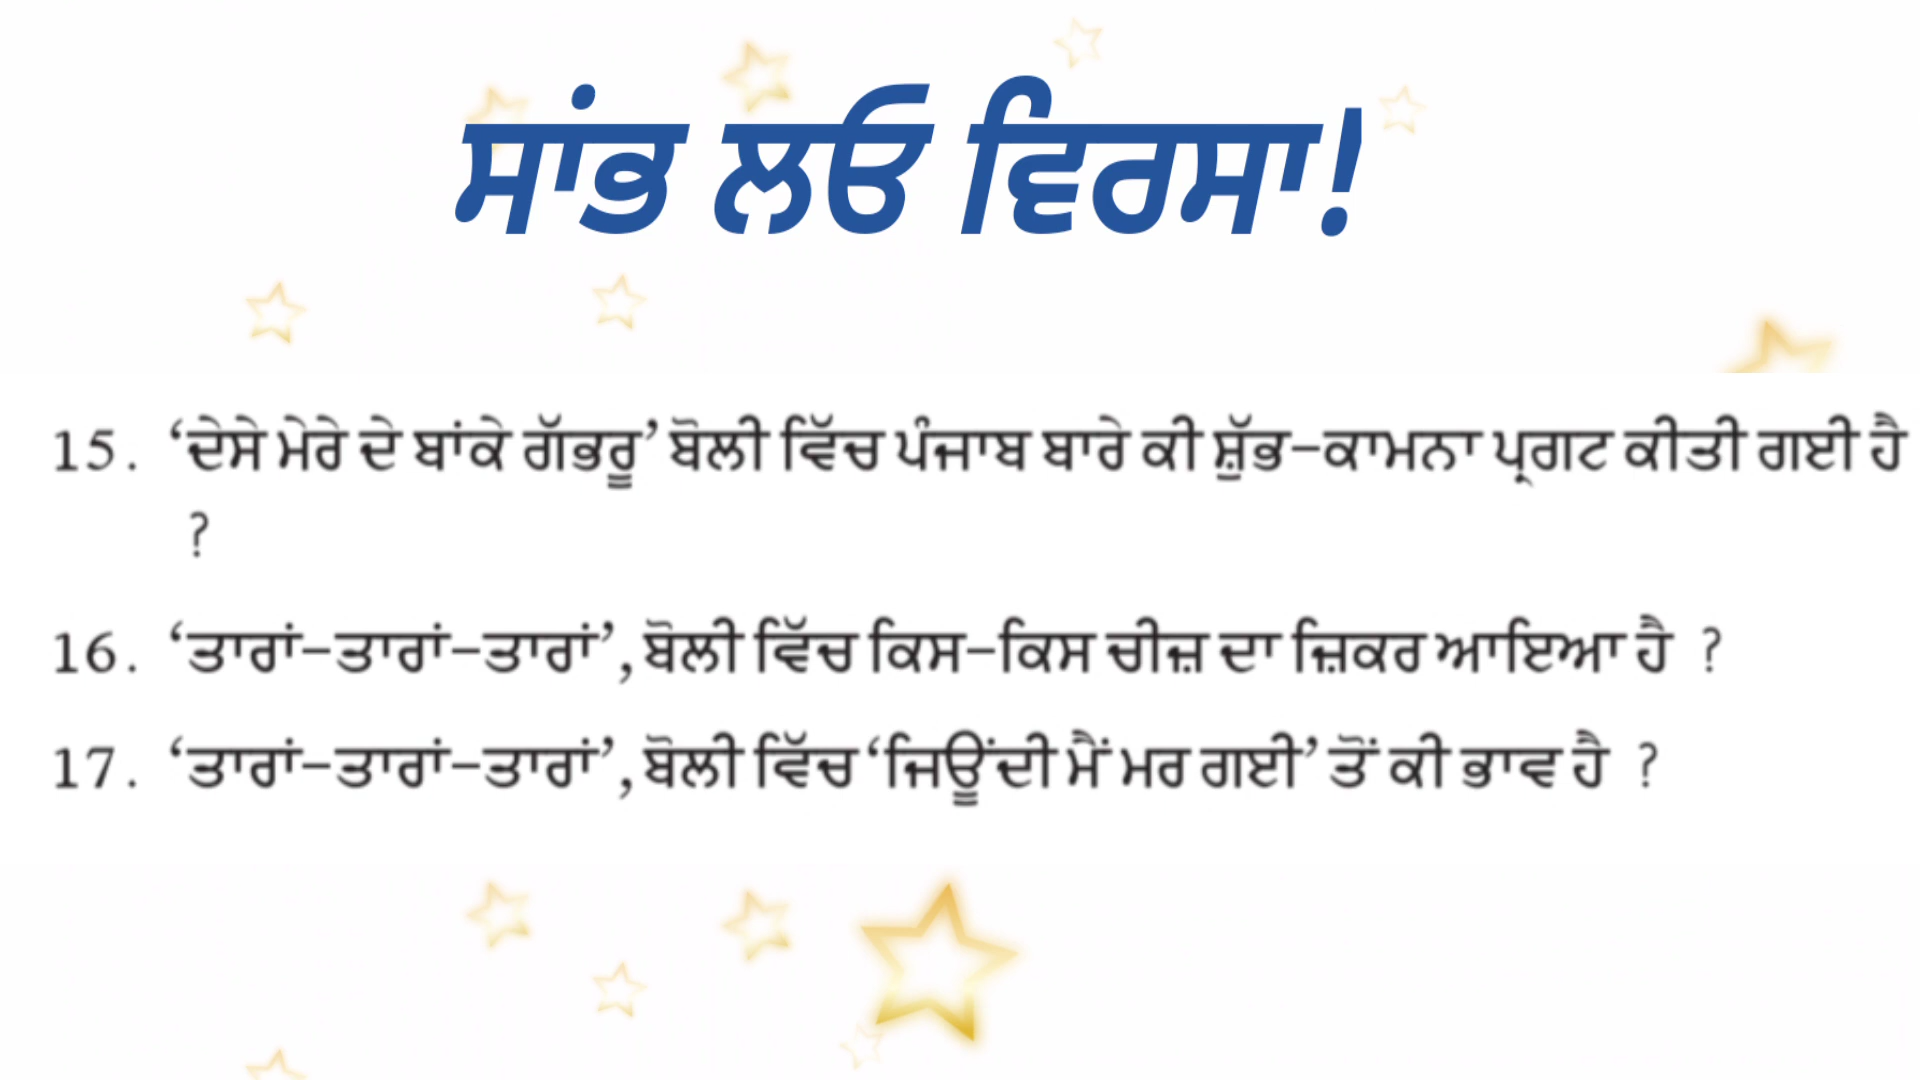 ਸਾਂਭ ਲਓ ਵਿਰਸਾ!
15. ‘ਦੇਸੇ ਮੇਰੇ ਦੇ ਬਾਂਕੇ ਗੱਭਰੂ’ ਬੋਲੀ ਵਿੱਚ ਪੰਜਾਬ ਬਾਰੇ ਕੀ ਸ਼ੁੱਭ-ਕਾਮਨਾ ਪ੍ਰਗਟ ਕੀਤੀ ਗਈ ਹੈ
?
16. ‘ਤਾਰਾਂ-ਤਾਰਾਂ-ਤਾਰਾਂ’, ਬੋਲੀ ਵਿੱਚ ਕਿਸ-ਕਿਸ ਚੀਜ਼ ਦਾ ਜ਼ਿਕਰ ਆਇਆ ਹੈ ?
17. ‘ਤਾਰਾਂ-ਤਾਰਾਂ-ਤਾਰਾਂ’, ਬੋਲੀ ਵਿੱਚ ‘ਜਿਊਂਦੀ ਮੈਂ ਮਰ ਗਈ’ ਤੋਂ ਕੀ ਭਾਵ ਹੈ ?